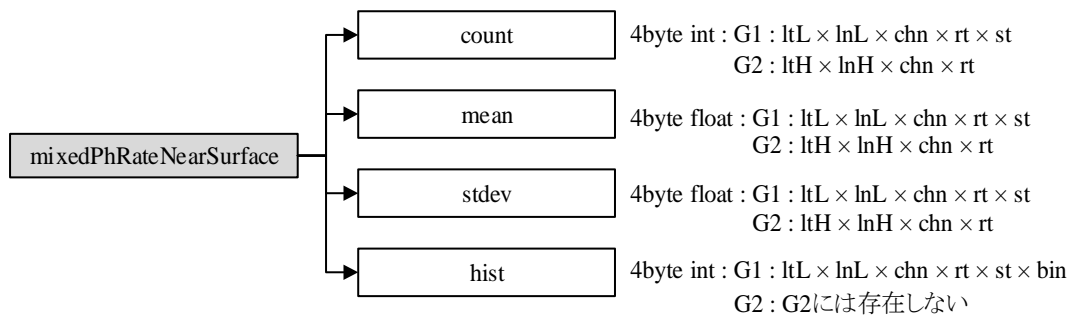 count
4byte int : G1 : ltL × lnL × chn × rt × st
G2 : ltH × lnH × chn × rt
mean
4byte float : G1 : ltL × lnL × chn × rt × st
G2 : ltH × lnH × chn × rt
mixedPhRateNearSurface
stdev
4byte float : G1 : ltL × lnL × chn × rt × st
G2 : ltH × lnH × chn × rt
hist
4byte int : G1 : ltL × lnL × chn × rt × st × bin
G2 : G2には存在しない